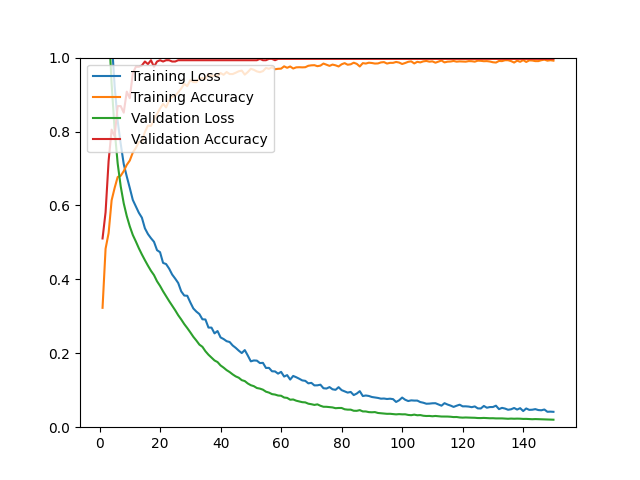 1.0
0.8
0.6
0.4
0.2
0.0
Training Loss
Training Accuracy
Validation Loss
Validation Accuracy
0 20 40 60 80 100 120 140